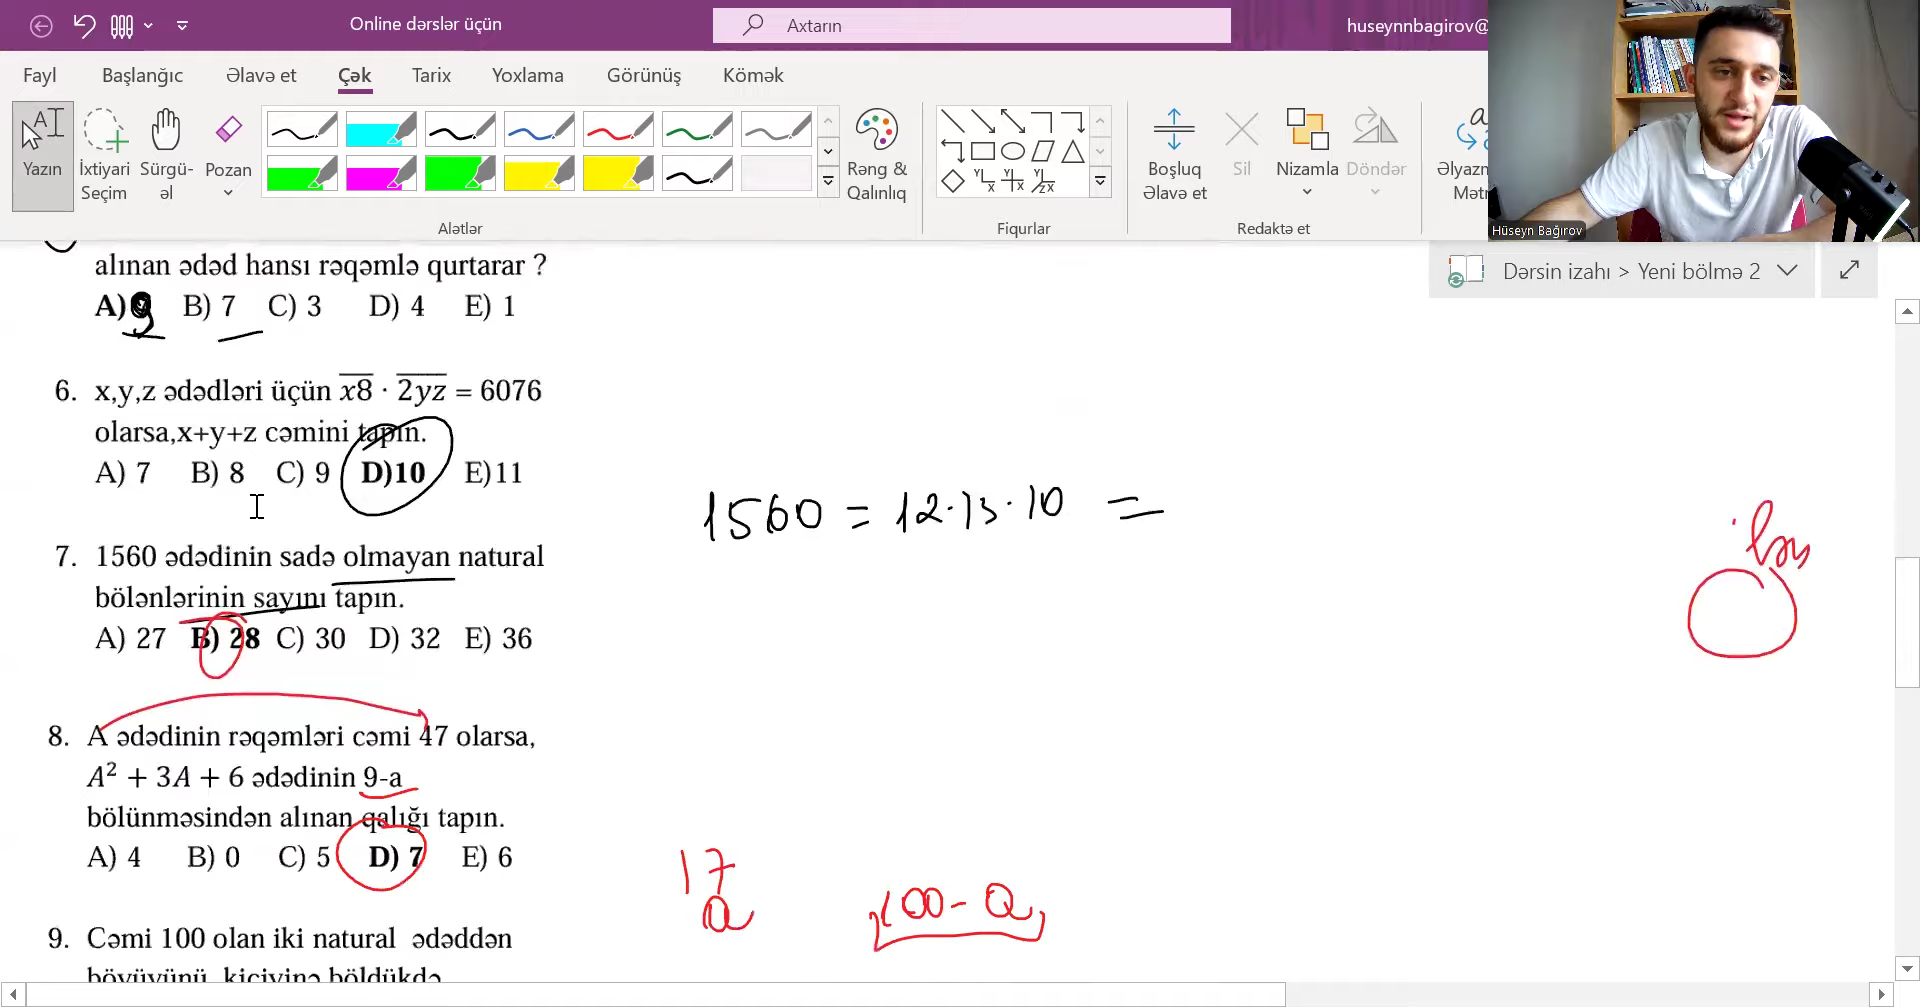 Online dərslər üçün
Axtarın
huseynnbagirov@
Fayl Başlanğıc Əlavə et Çək Tarix Yoxlama Görünüş Kömək
Yazın
İxtiyari Seçim
Sürgü-əl
Pozan
Rəng & Qalınlıq
Boşluq Əlavə et
Sil
Nizamla
Döndər
Əlyazm
Mətr
Alətlər
Fiqurlar
Redaktə et
Hüseyn Bağırov
Dərsin izahı > Yeni bölmə 2
alınan ədəd hansı rəqəmlə qurtarar ?
A) 9 B) 7 C) 3 D) 4 E) 1
6. x,y,z ədədləri üçün x8 · 2yz = 6076
olarsa,x+y+z cəmini tapın.
A) 7 B) 8 C) 9 D)10 E)11
1560 = 12·13·10 =
7. 1560 ədədinin sadə olmayan natural
bölənlərinin sayını tapın.
A) 27 B) 28 C) 30 D) 32 E) 36
8. A ədədinin rəqəmləri cəmi 47 olarsa,
A² + 3A + 6 ədədinin 9-a
bölünməsindən alınan qalığı tapın.
A) 4 B) 0 C) 5 D) 7 E) 6
17
a
100 - a
9. Cəmi 100 olan iki natural ədəddən
böyüyünü kiçiyinə böldükdə